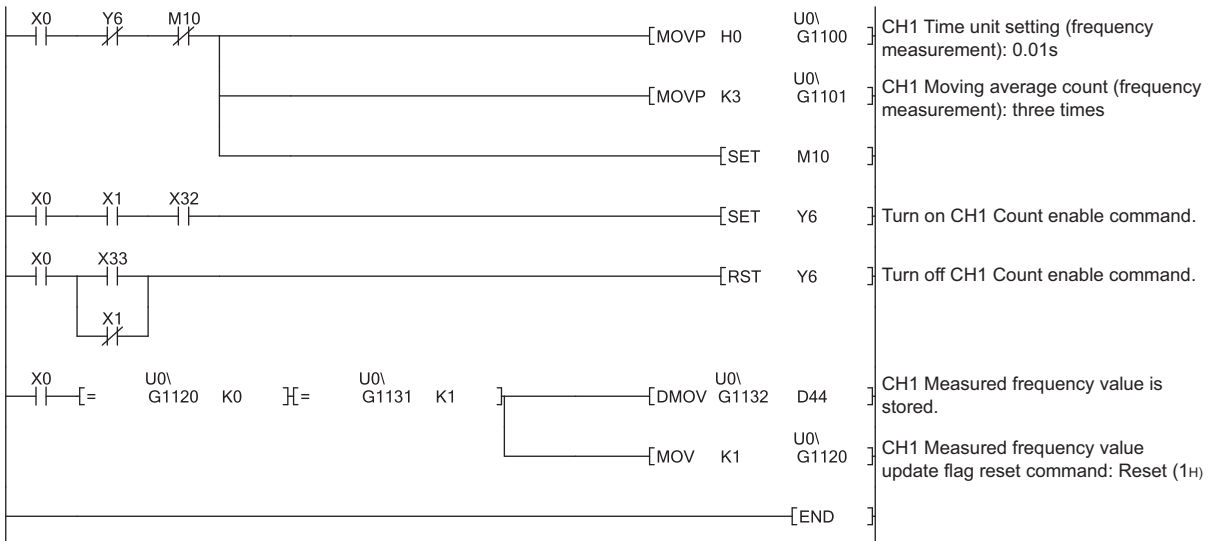 X0 Y6 M10 U0\
[MOVP H0 G1100 ] CH1 Time unit setting (frequency
measurement): 0.01s
U0\
[MOVP K3 G1101 ] CH1 Moving average count (frequency
measurement): three times
[SET M10 ]
X0 X1 X32
[SET Y6 ] Turn on CH1 Count enable command.
X0 X33
[RST Y6 ] Turn off CH1 Count enable command.
X1
X0 U0\ U0\ U0\
[= G1120 K0 ][= G1131 K1 ] [DMOV G1132 D44 ] CH1 Measured frequency value is
stored.
U0\
[MOV K1 G1120 ] CH1 Measured frequency value
update flag reset command: Reset (1H)
[END ]